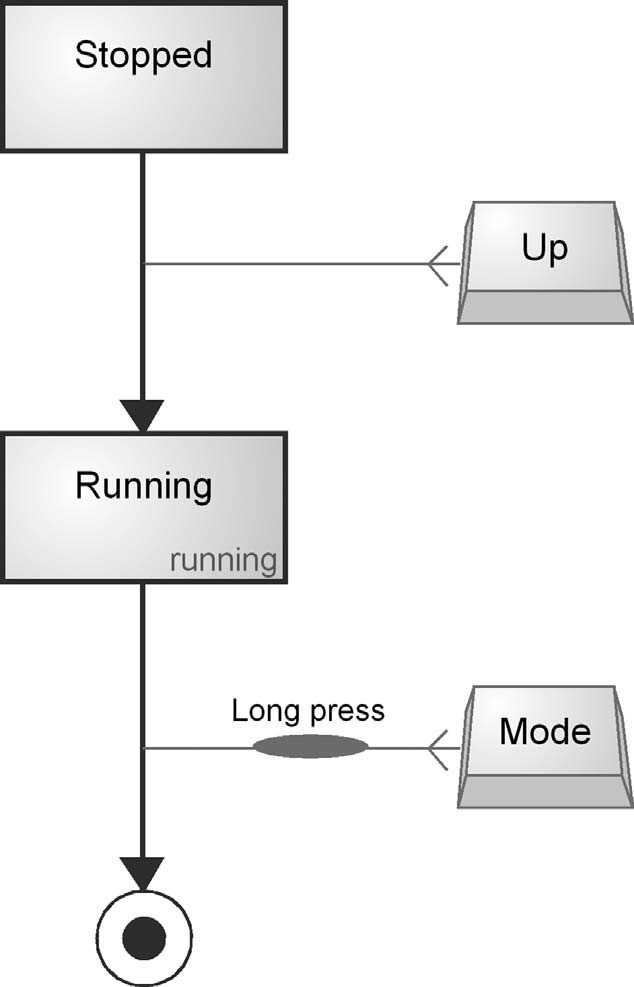 Stopped
Up
Running
running
Long press
Mode